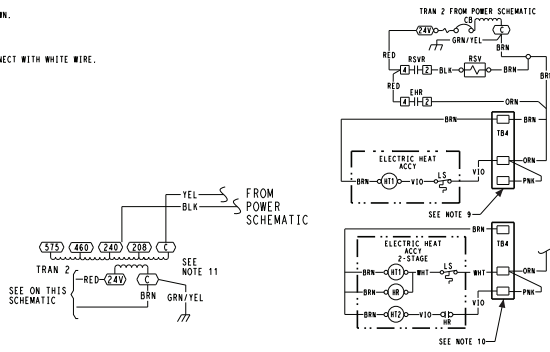 WN.
NECT WITH WHITE WIRE.
TRAN 2 FROM POWER SCHEMATIC
24V
CB
C
GRN/YEL
BRN
RED
RSVR
RSV
4 2 BLK BRN
BRN
RED
EHR
4 2
ORN
BRN
BRN
TB4
ELECTRIC HEAT
ACCY
ORN
VIO
BRN HT1 VIO LS
PNK
SEE NOTE 9
YEL
BLK
FROM
POWER
SCHEMATIC
575 460 240 208 C
TRAN 2
SEE
NOTE 11
RED 24V C
SEE ON THIS
SCHEMATIC
BRN
GRN/YEL
BRN
TB4
ELECTRIC HEAT
ACCY
2-STAGE
BRN HT1 WHT LS WHT
ORN
BRN HR
PNK
VIO
BRN HT2 VIO HR
SEE NOTE 10